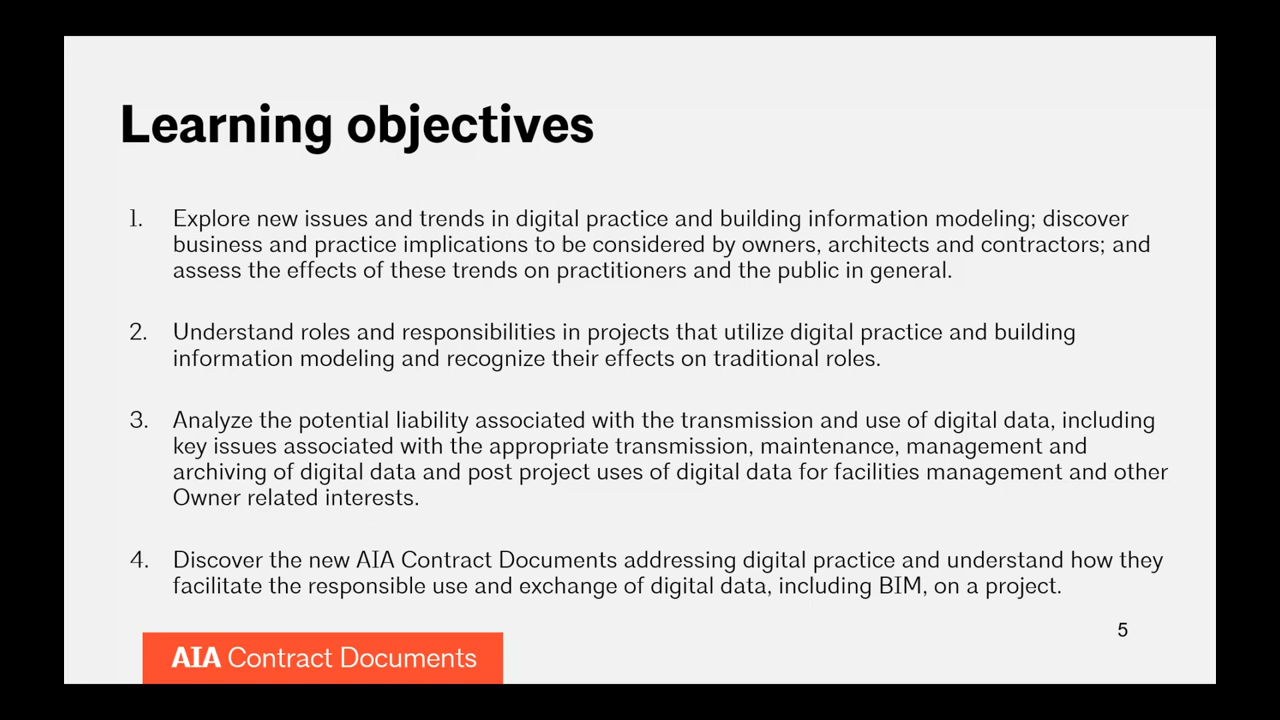 Learning objectives
1. Explore new issues and trends in digital practice and building information modeling; discover
business and practice implications to be considered by owners, architects and contractors; and
assess the effects of these trends on practitioners and the public in general.
2. Understand roles and responsibilities in projects that utilize digital practice and building
information modeling and recognize their effects on traditional roles.
3. Analyze the potential liability associated with the transmission and use of digital data, including
key issues associated with the appropriate transmission, maintenance, management and
archiving of digital data and post project uses of digital data for facilities management and other
Owner related interests.
4. Discover the new AIA Contract Documents addressing digital practice and understand how they
facilitate the responsible use and exchange of digital data, including BIM, on a project.
5
AIA Contract Documents